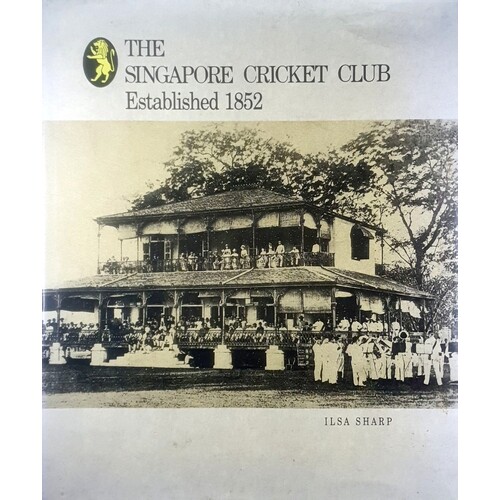 THE
SINGAPORE CRICKET CLUB
Established 1852
ILSA SHARP